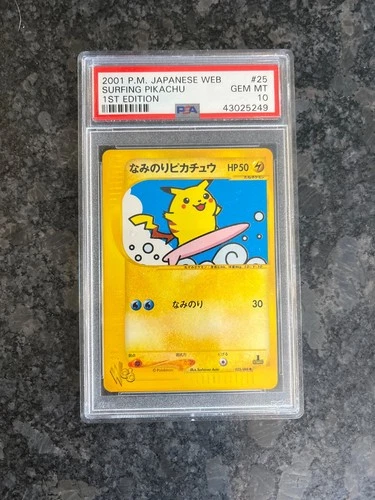 2001 P.M. JAPANESE WEB #25
SURFING PIKACHU GEM MT
1ST EDITION 10
PSA 43025249
なみのりピカチュウ HP50
なみのり 30